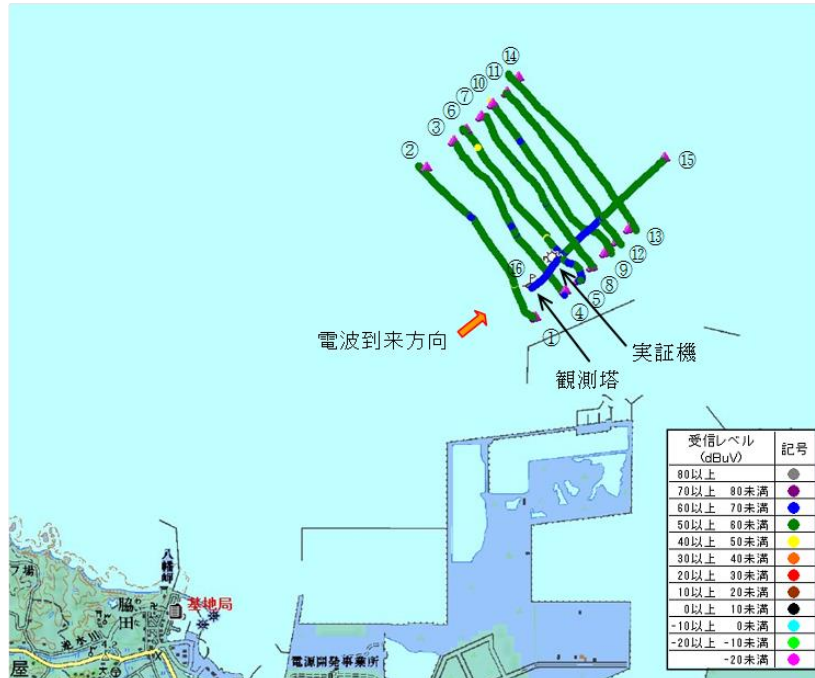 ⑭
⑪
⑩
⑦
⑥
③
②
⑮
⑬
⑫
⑨
⑧
⑤
④
⑯
①
電波到来方向
実証機
観測塔
受信レベル
(dBuV)
記号
80以上
70以上 80未満
60以上 70未満
50以上 60未満
40以上 50未満
30以上 40未満
20以上 30未満
10以上 20未満
0以上 10未満
-10以上 0未満
-20以上 -10未満
-20未満
八幡岬
脇田
基地局
フ場
屋
電源開発事業所